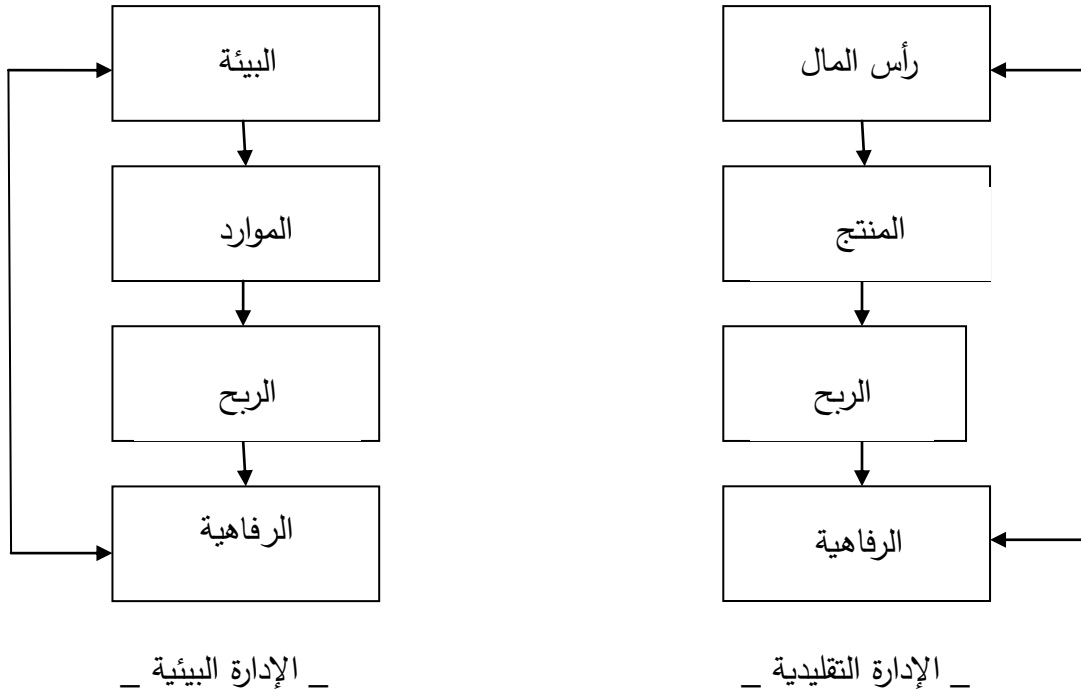 رأس المال
المنتج
الربح
الرفاهية
_ الإدارة التقليدية _
البيئة
الموارد
الربح
الرفاهية
_ الإدارة البيئية _